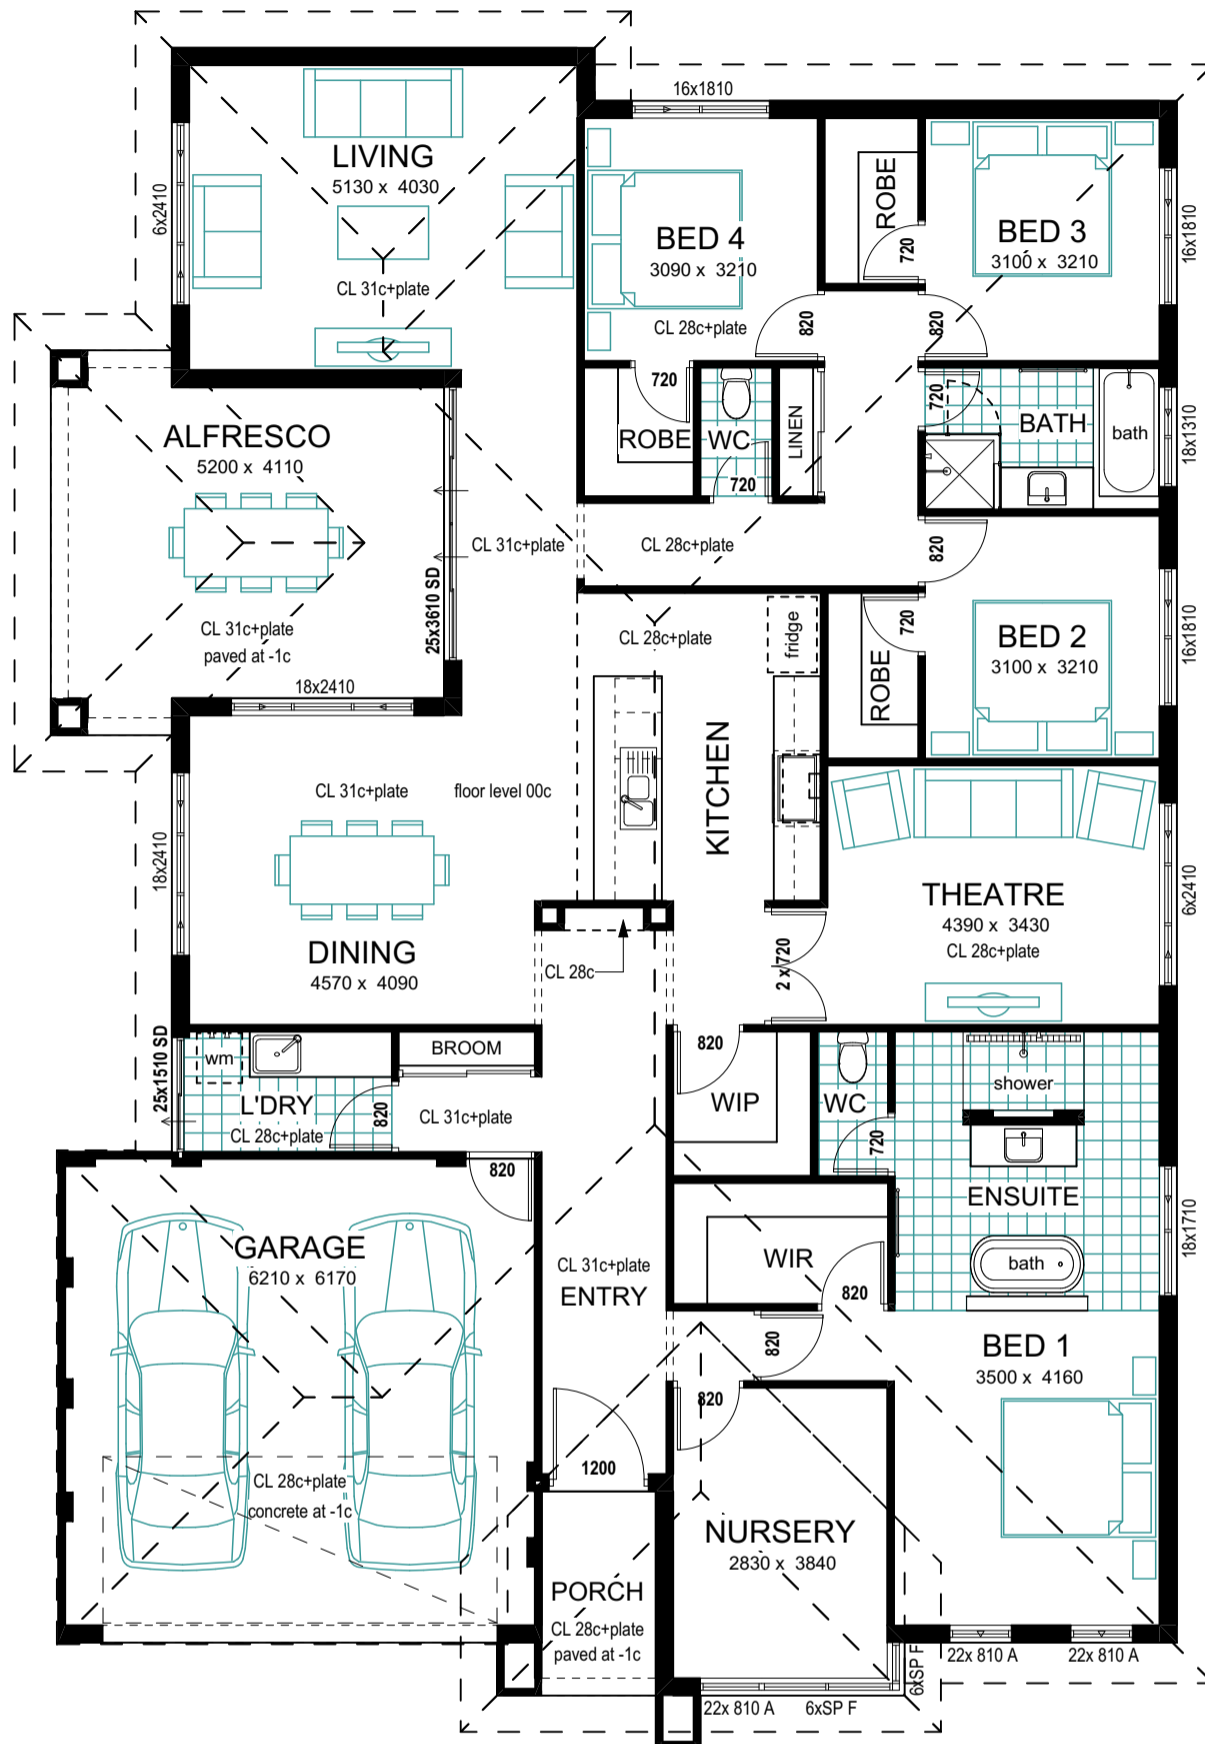 16x1810
LIVING
5130 x 4030
CL 31c+plate
6x2410
BED 4
3090 x 3210
CL 28c+plate
820
ROBE
720
BED 3
3100 x 3210
16x1810
820
720
ROBE
WC
720
LINEN
720
BATH
bath
18x1310
ALFRESCO
5200 x 4110
CL 31c+plate
paved at -1c
25x3610 SD
18x2410
CL 31c+plate
CL 28c+plate
820
CL 28c+plate
fridge
720
ROBE
BED 2
3100 x 3210
16x1810
KITCHEN
CL 31c+plate
floor level 00c
18x2410
DINING
4570 x 4090
CL 28c
2 x 720
THEATRE
4390 x 3430
CL 28c+plate
6x2410
25x1510 SD
wm
BROOM
L'DRY
CL 28c+plate
820
CL 31c+plate
820
820
WIP
WC
720
shower
ENSUITE
bath
18x1710
GARAGE
6210 x 6170
CL 28c+plate
concrete at -1c
CL 31c+plate
ENTRY
WIR
820
820
820
BED 1
3500 x 4160
1200
NURSERY
2830 x 3840
PORCH
CL 28c+plate
paved at -1c
22x 810 A
6xSP F
6xSP F
22x 810 A
22x 810 A